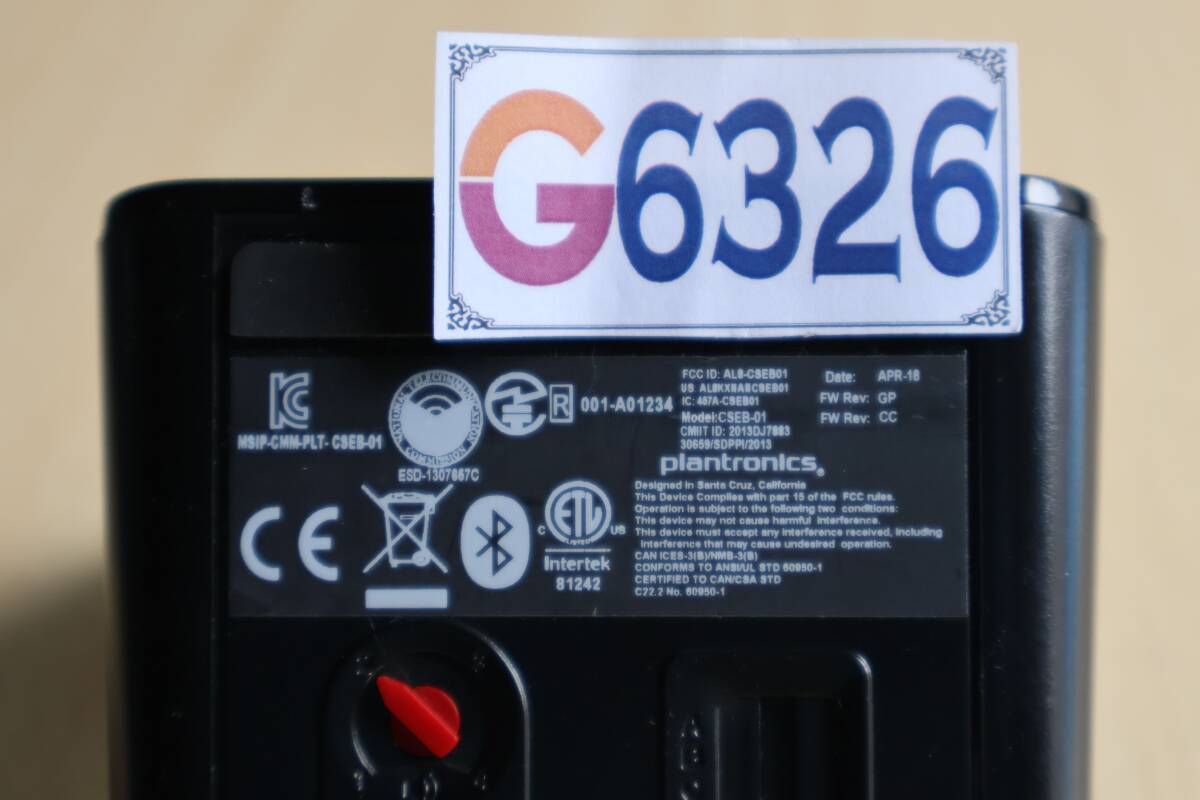 G6326
MSIP-CMM-PLT- CSEB-01
NATIONAL TELECOMMUNICATIONS COMMISSION
ESD-1307667C
R 001-A01234
FCC ID: AL8-CSEB01
IC: 457A-CSEB01
Model:CSEB-01
CMIIT ID: 2013DJ7883
30659/SDPPI/2013
Date: APR-18
FW Rev: GP
FW Rev: CC
plantronics®
CE
C ETL US
LISTED
Intertek
81242
Designed in Santa Cruz, California
This Device Complies with part 15 of the FCC rules.
Operation is subject to the following two conditions:
This device may not cause harmful interference.
This device must accept any interference received, including
interference that may cause undesired operation.
CAN ICES-3(B)/NMB-3(B)
CONFORMS TO ANSI/UL STD 60950-1
CERTIFIED TO CAN/CSA STD
C22.2 No. 60950-1